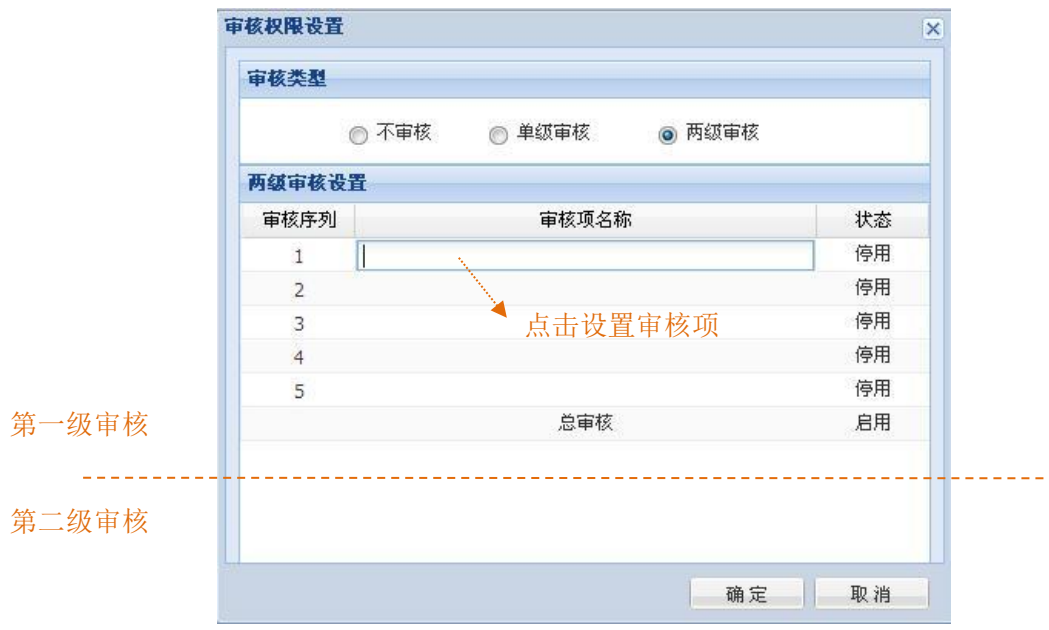 审核权限设置
审核类型
不审核 单级审核 两级审核
两级审核设置
审核序列 审核项名称 状态
1 停用
2 停用
3 点击设置审核项 停用
4 停用
5 停用
总审核 启用
第一级审核
第二级审核
确定 取消